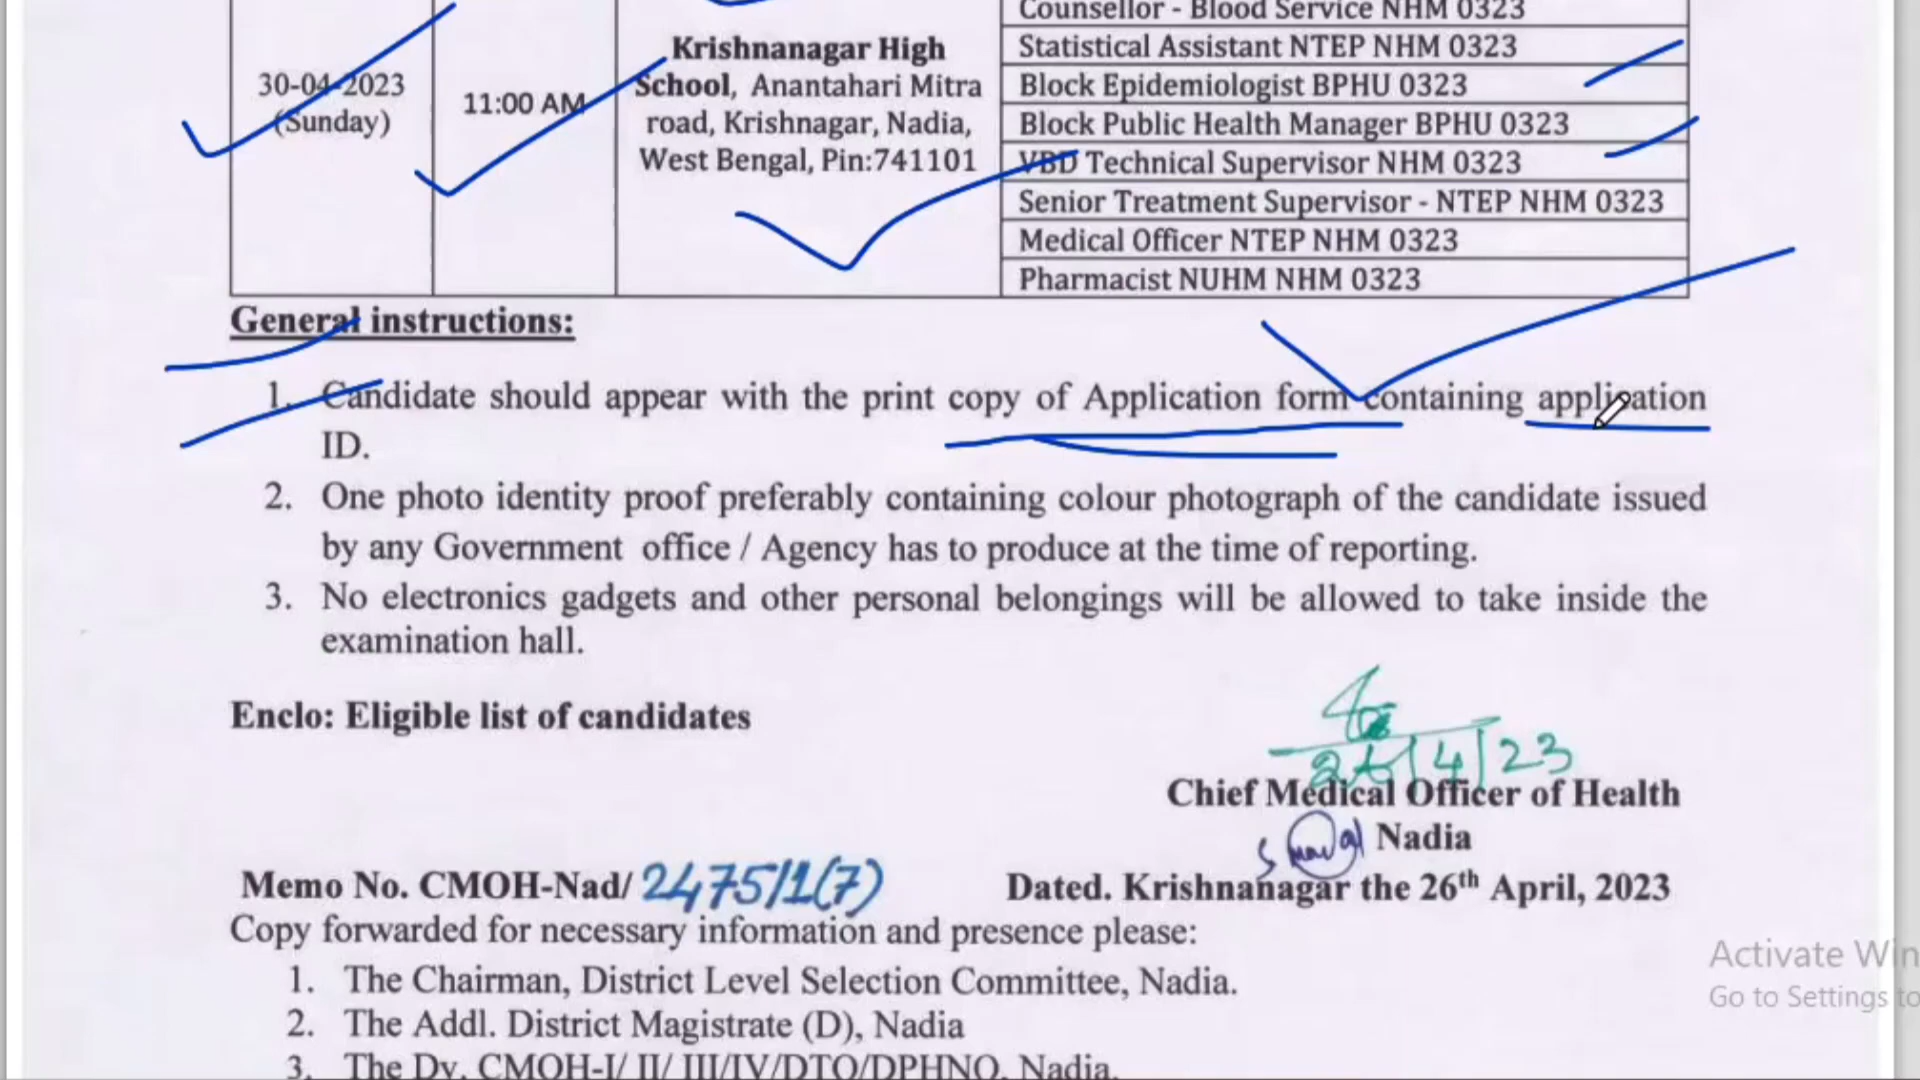 Counsellor - Blood Service NHM 0323
30-04-2023
(Sunday)
11:00 AM
Krishnanagar High
School, Anantahari Mitra
road, Krishnagar, Nadia,
West Bengal, Pin:741101
Statistical Assistant NTEP NHM 0323
Block Epidemiologist BPHU 0323
Block Public Health Manager BPHU 0323
VBD Technical Supervisor NHM 0323
Senior Treatment Supervisor - NTEP NHM 0323
Medical Officer NTEP NHM 0323
Pharmacist NUHM NHM 0323
General instructions:
1. Candidate should appear with the print copy of Application form containing application
ID.
2. One photo identity proof preferably containing colour photograph of the candidate issued
by any Government office / Agency has to produce at the time of reporting.
3. No electronics gadgets and other personal belongings will be allowed to take inside the
examination hall.
Enclo: Eligible list of candidates
26/4/23
Chief Medical Officer of Health
Nadia
Memo No. CMOH-Nad/ 2475/1(7)
Dated. Krishnanagar the 26th April, 2023
Copy forwarded for necessary information and presence please:
1. The Chairman, District Level Selection Committee, Nadia.
2. The Addl. District Magistrate (D), Nadia
3. The Dy. CMOH-I/ II/ III/IV/DTO/DPHNO, Nadia.
Activate Win
Go to Settings to